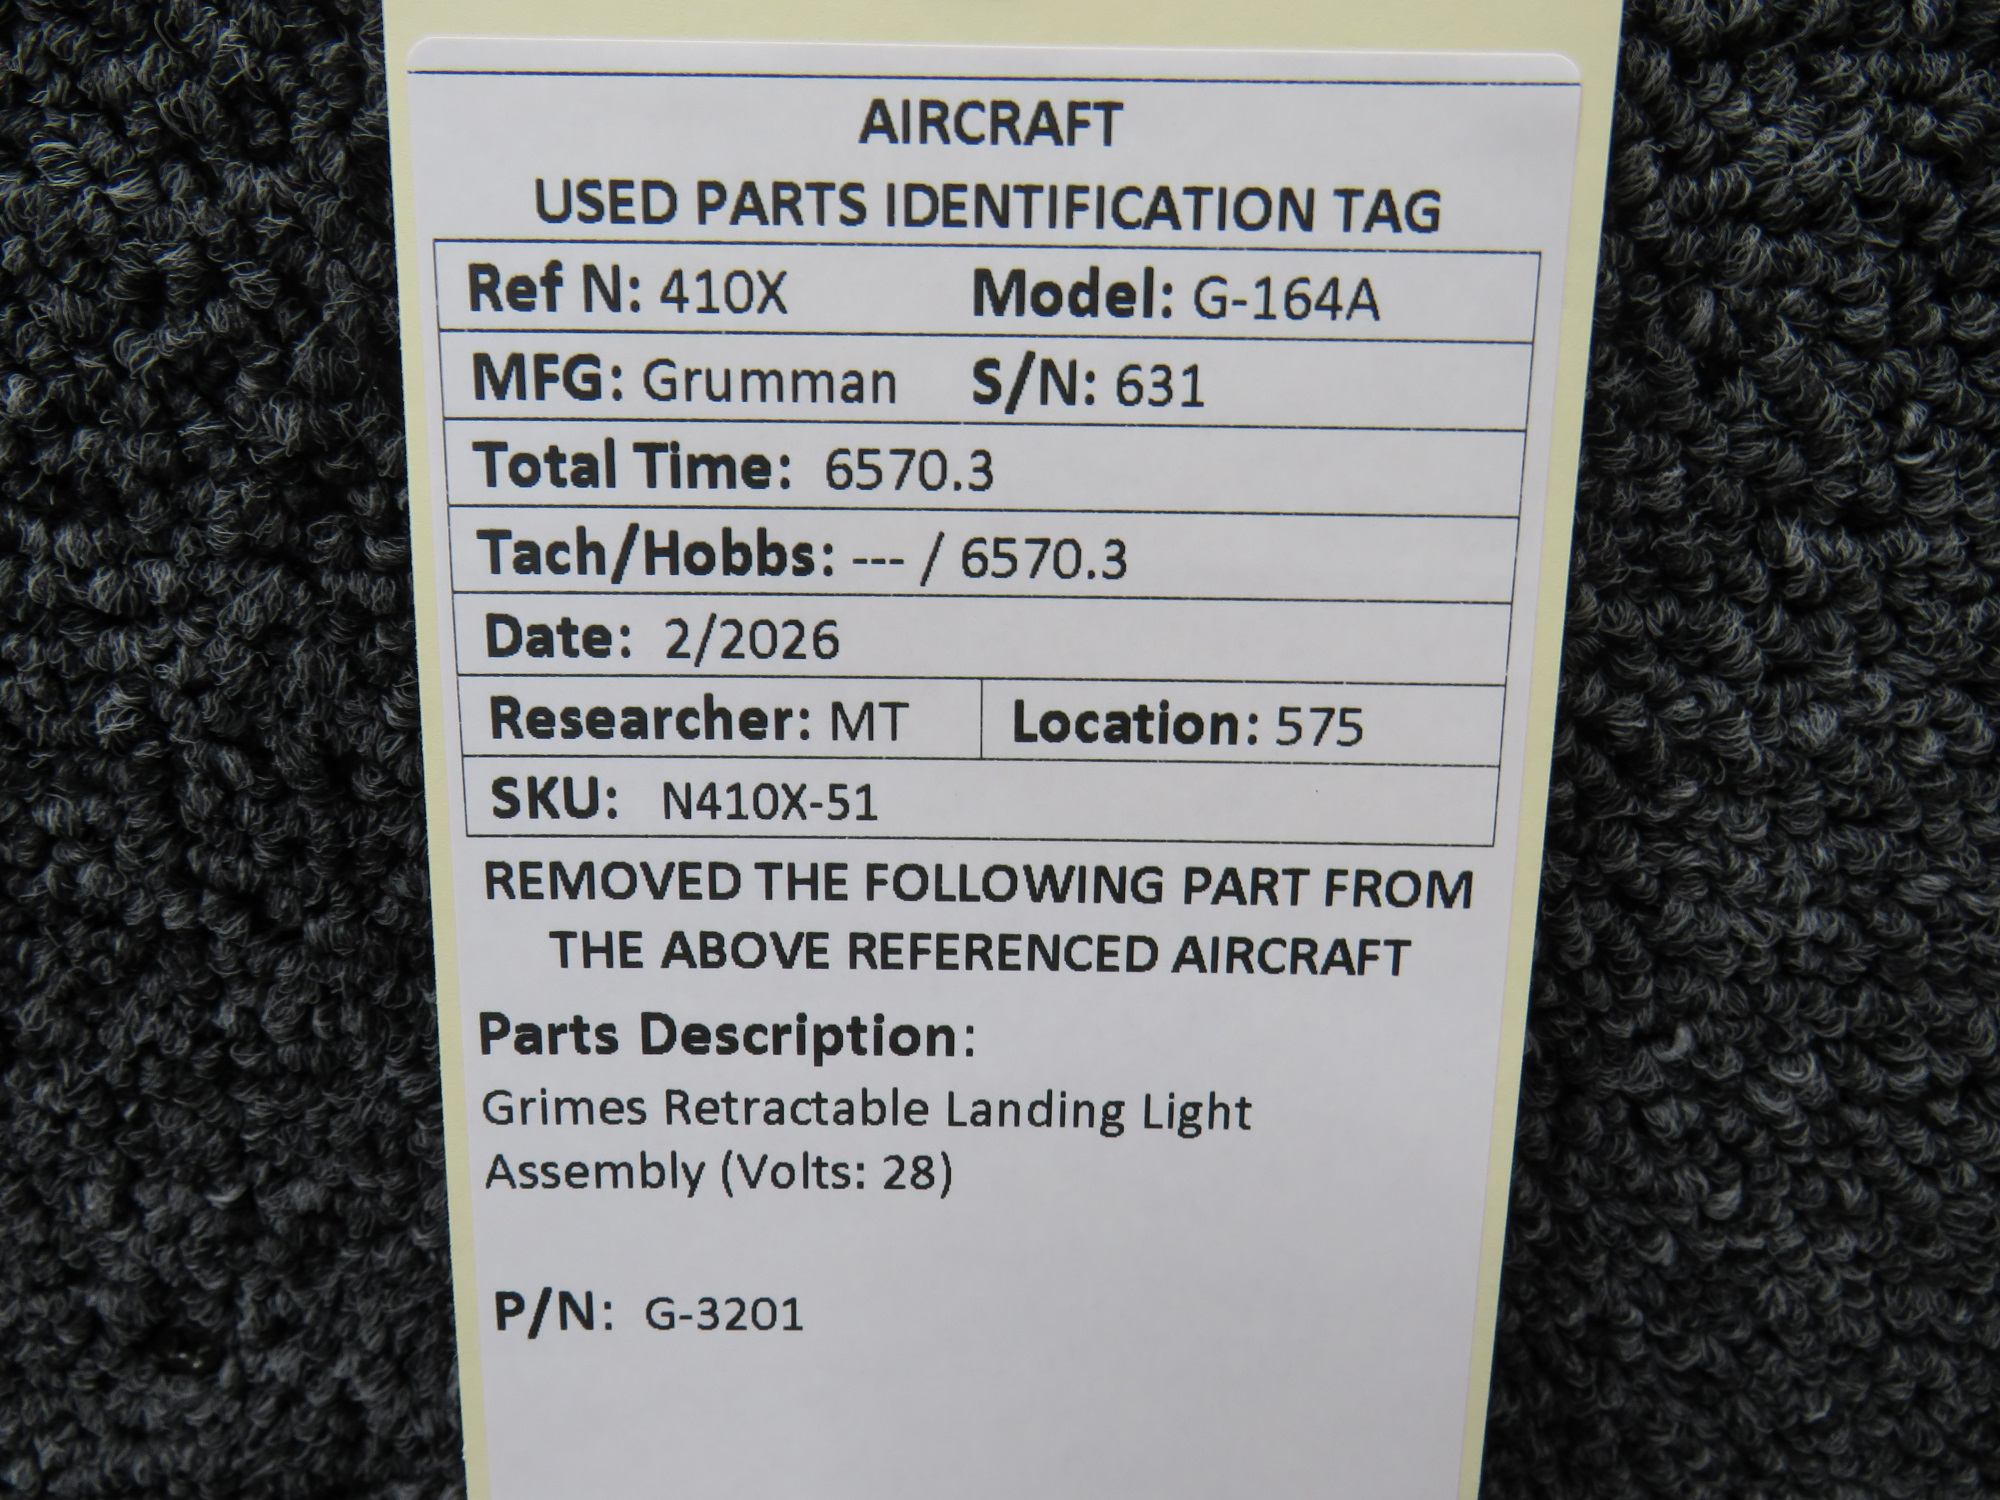 AIRCRAFT
USED PARTS IDENTIFICATION TAG
Ref N: 410X Model: G-164A
MFG: Grumman S/N: 631
Total Time: 6570.3
Tach/Hobbs: --- / 6570.3
Date: 2/2026
Researcher: MT Location: 575
SKU: N410X-51
REMOVED THE FOLLOWING PART FROM
THE ABOVE REFERENCED AIRCRAFT
Parts Description:
Grimes Retractable Landing Light
Assembly (Volts: 28)
P/N: G-3201